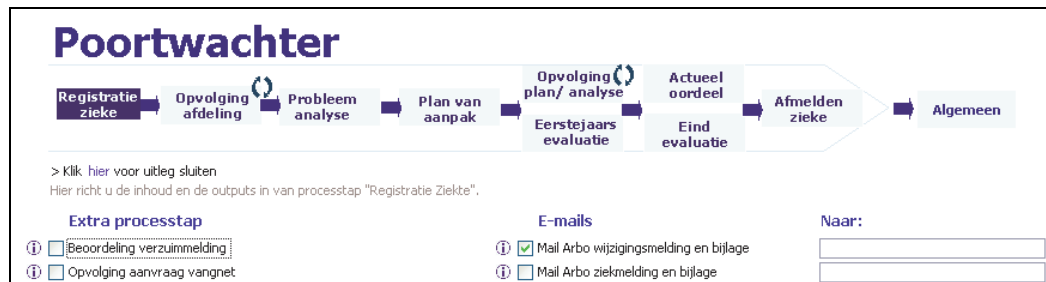 Poortwachter
Registratie
zieke
Opvolging
afdeling
Probleem
analyse
Plan van
aanpak
Opvolging
plan/ analyse
Eerstejaars
evaluatie
Actueel
oordeel
Eind
evaluatie
Afmelden
zieke
Algemeen
> Klik hier voor uitleg sluiten
Hier richt u de inhoud en de outputs in van processtap "Registratie Ziekte".
Extra processtap
E-mails
Naar:
Beoordeling verzuimmelding
Mail Arbo wijzigingsmelding en bijlage
Opvolging aanvraag vangnet
Mail Arbo ziekmelding en bijlage